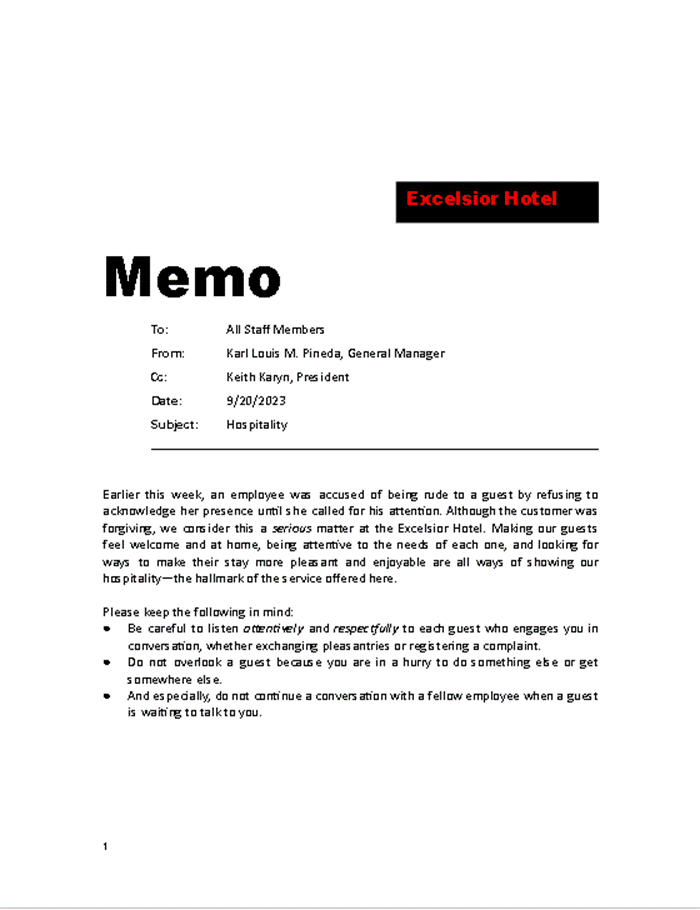 Excelsior Hotel
Memo
To: All Staff Members
From: Karl Louis M. Pineda, General Manager
Cc: Keith Karyn, President
Date: 9/20/2023
Subject: Hospitality
Earlier this week, an employee was accused of being rude to a guest by refusing to
acknowledge her presence until she called for his attention. Although the customer was
forgiving, we consider this a serious matter at the Excelsior Hotel. Making our guests
feel welcome and at home, being attentive to the needs of each one, and looking for
ways to make their stay more pleasant and enjoyable are all ways of showing our
hospitality—the hallmark of the service offered here.
Please keep the following in mind:
● Be careful to listen attentively and respectfully to each guest who engages you in
conversation, whether exchanging pleasantries or registering a complaint.
● Do not overlook a guest because you are in a hurry to do something else or get
somewhere else.
● And especially, do not continue a conversation with a fellow employee when a guest
is waiting to talk to you.
1